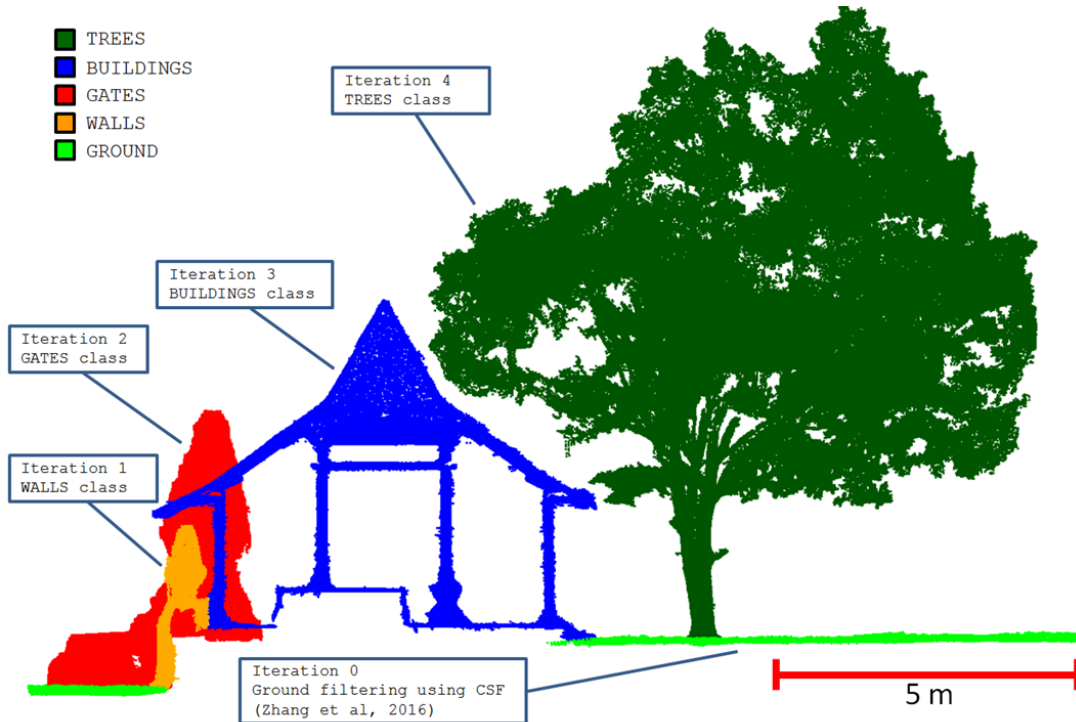 TREES
BUILDINGS
GATES
WALLS
GROUND
Iteration 4
TREES class
Iteration 3
BUILDINGS class
Iteration 2
GATES class
Iteration 1
WALLS class
Iteration 0
Ground filtering using CSF
(Zhang et al, 2016)
5 m